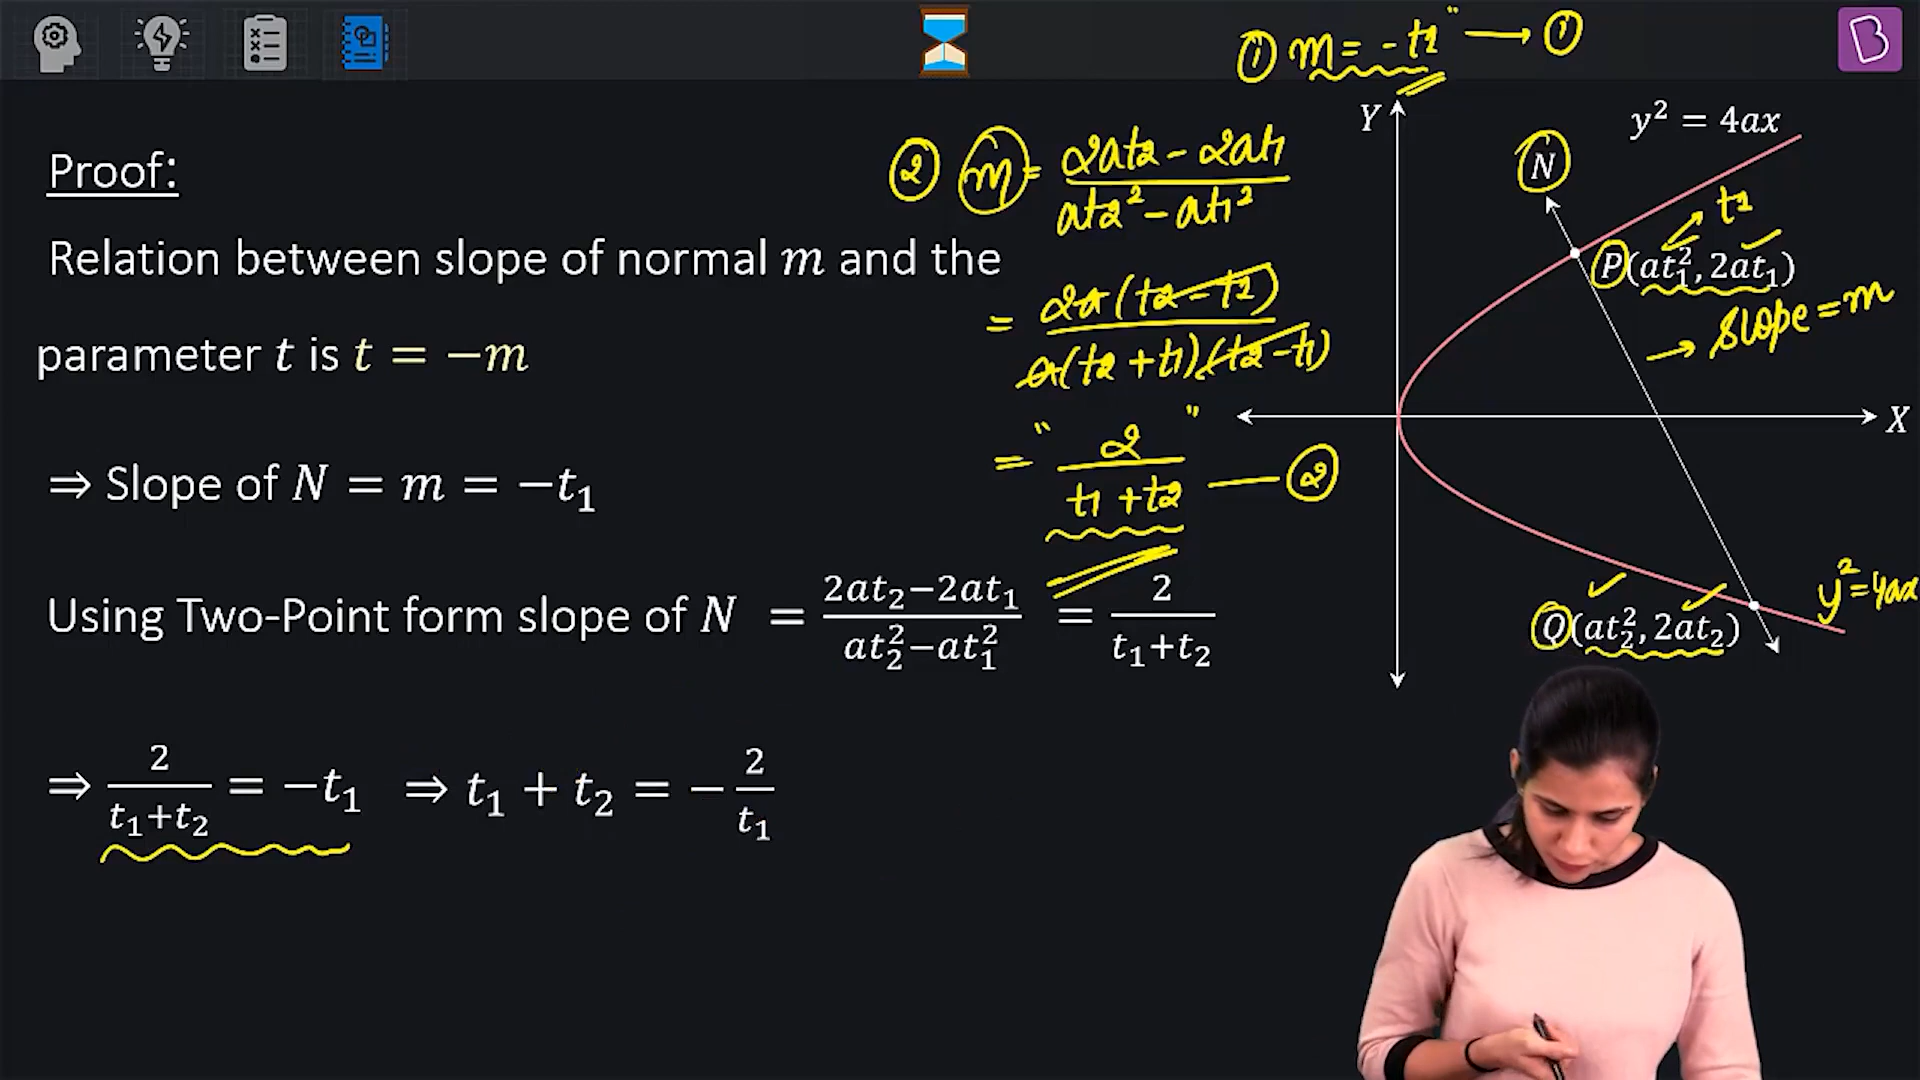 ① m = -t1" → ①
Y
y² = 4ax
N
② m = (2at2 - 2at1)/(at2² - at1²)
Proof:
t1
Relation between slope of normal m and the
P(at₁², 2at₁)
= 2a(t2-t1)/a(t2+t1)(t2-t1)
→ Slope = m
parameter t is t = −m
X
= "2/(t1+t2)" — ②
⇒ Slope of N = m = −t₁
y² = 4ax
Using Two-Point form slope of N = (2at₂−2at₁)/(at₂²−at₁²) = 2/(t₁+t₂)
Q(at₂², 2at₂)
⇒ 2/(t₁+t₂) = −t₁ ⇒ t₁ + t₂ = −2/t₁